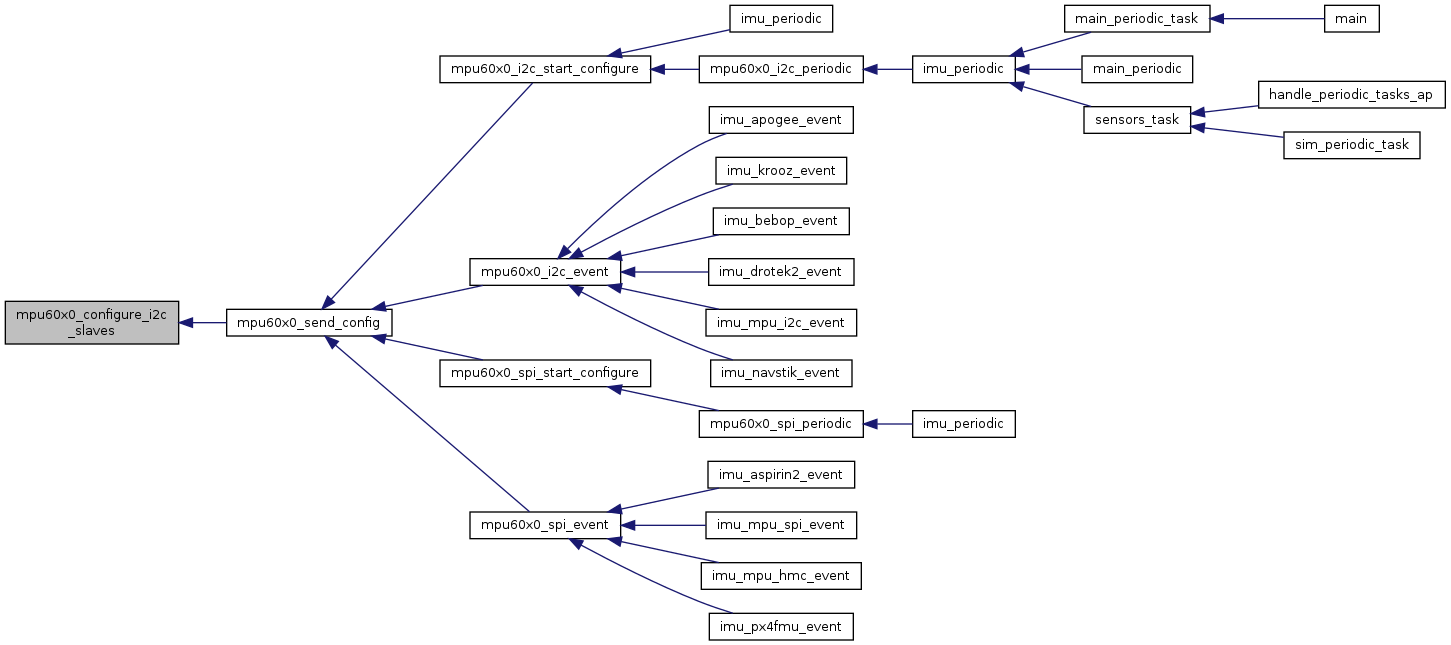 imu_periodic
main_periodic_task
main
mpu60x0_i2c_start_configure
mpu60x0_i2c_periodic
imu_periodic
main_periodic
handle_periodic_tasks_ap
imu_apogee_event
sensors_task
sim_periodic_task
imu_krooz_event
imu_bebop_event
mpu60x0_i2c_event
imu_drotek2_event
mpu60x0_configure_i2c
_slaves
mpu60x0_send_config
imu_mpu_i2c_event
mpu60x0_spi_start_configure
imu_navstik_event
mpu60x0_spi_periodic
imu_periodic
imu_aspirin2_event
mpu60x0_spi_event
imu_mpu_spi_event
imu_mpu_hmc_event
imu_px4fmu_event